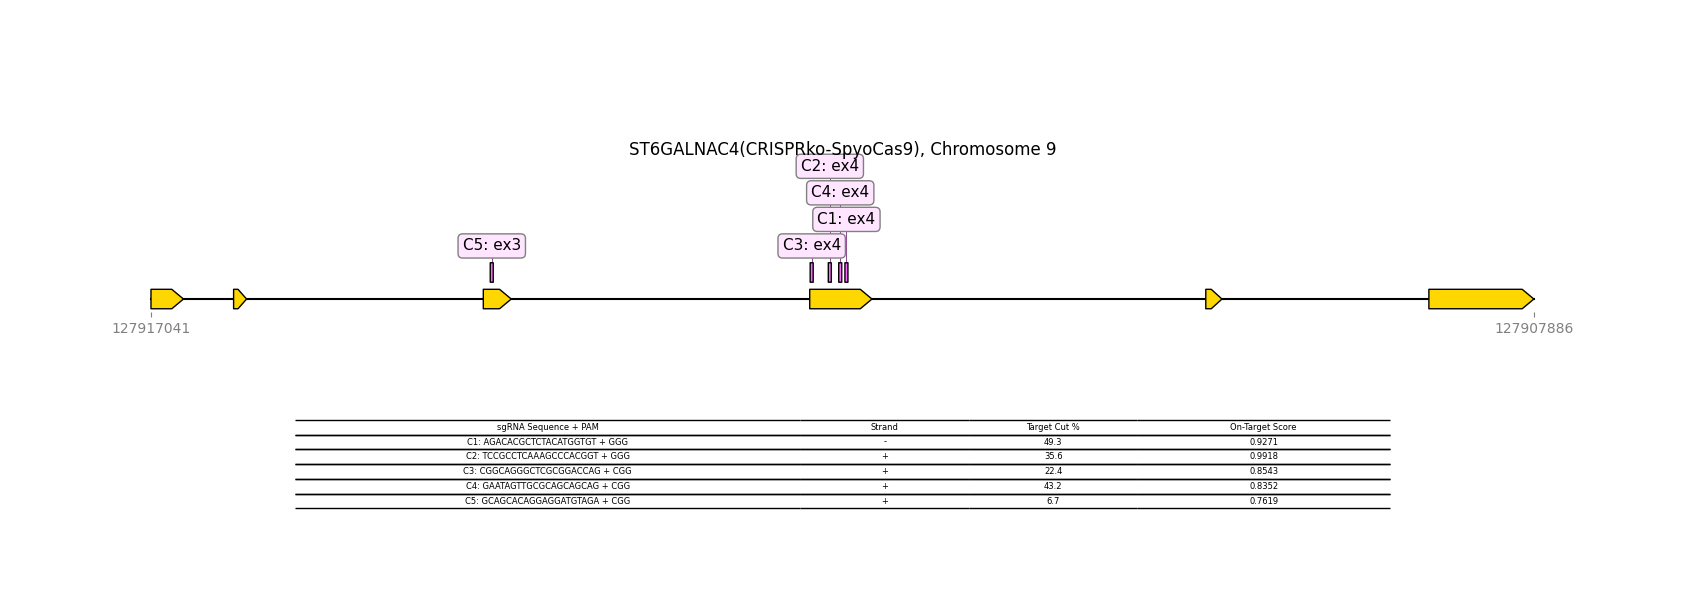 ST6GALNAC4(CRISPRko-SpyoCas9), Chromosome 9
C2: ex4
C4: ex4
C1: ex4
C5: ex3
C3: ex4
127917041
127907886
sgRNA Sequence + PAM Strand Target Cut % On-Target Score
C1: AGACACGCTCTACATGGTGT + GGG - 49.3 0.9271
C2: TCCGCCTCAAAGCCCACGGT + GGG + 35.6 0.9918
C3: CGGCAGGGCTCGCGGACCAG + CGG + 22.4 0.8543
C4: GAATAGTTGCGCAGCAGCAG + CGG + 43.2 0.8352
C5: GCAGCACAGGAGGATGTAGA + CGG + 6.7 0.7619